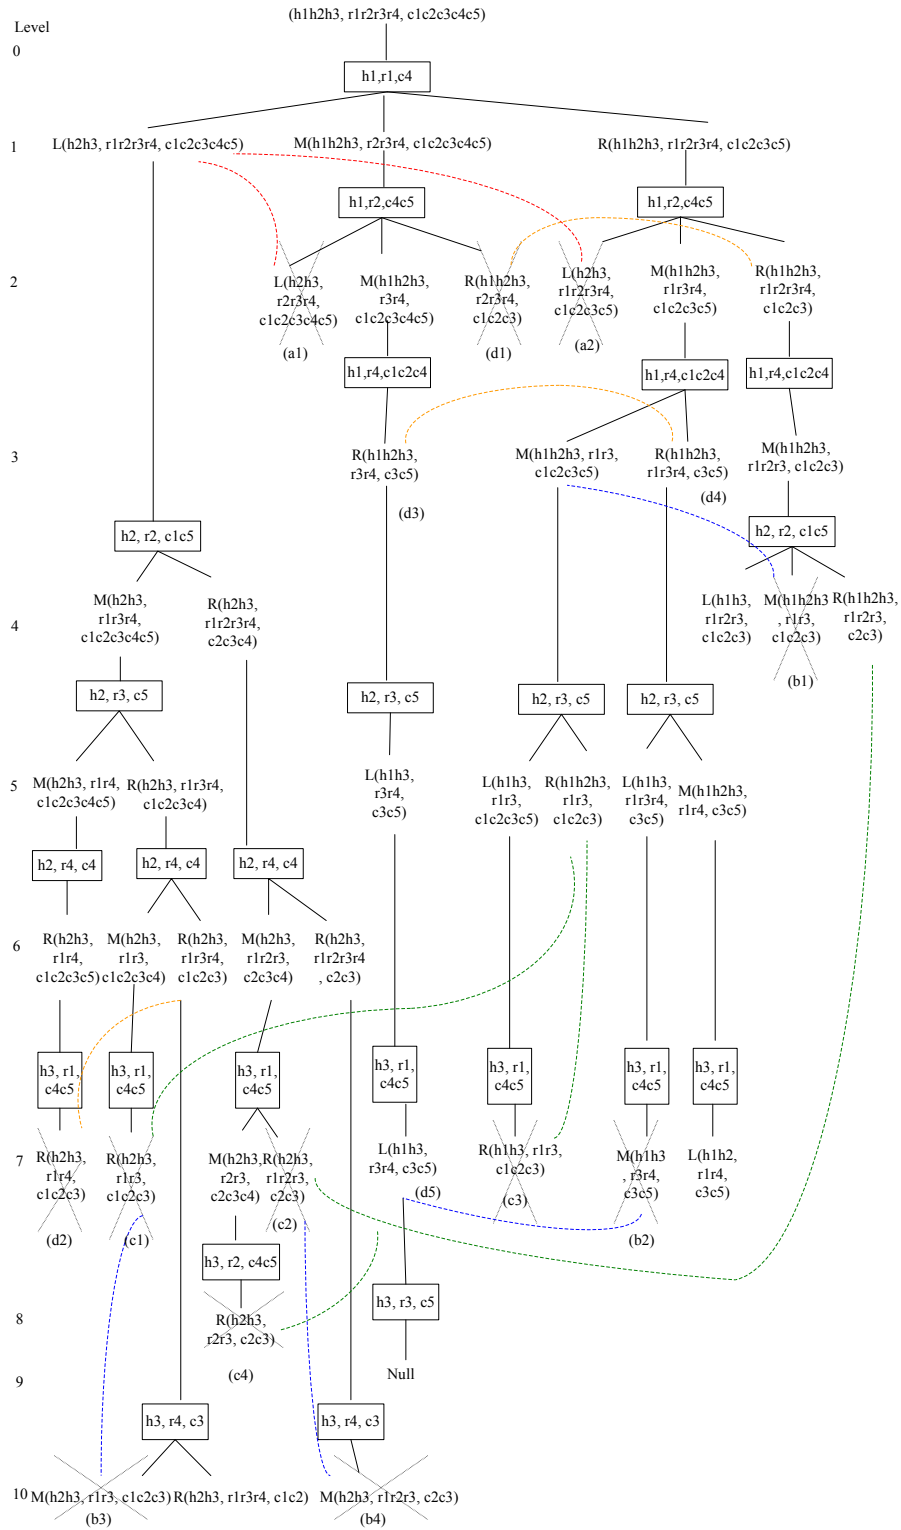 (h1h2h3, r1r2r3r4, c1c2c3c4c5)
Level
0
h1,r1,c4
1
L(h2h3, r1r2r3r4, c1c2c3c4c5)
M(h1h2h3, r2r3r4, c1c2c3c4c5)
R(h1h2h3, r1r2r3r4, c1c2c3c5)
h1,r2,c4c5
h1,r2,c4c5
2
L(h2h3,
r2r3r4,
c1c2c3c4c5)
(a1)
M(h1h2h3,
r3r4,
c1c2c3c4c5)
R(h1h2h3,
r2r3r4,
c1c2c3)
(d1)
L(h2h3,
r1r2r3r4,
c1c2c3c5)
(a2)
M(h1h2h3,
r1r3r4,
c1c2c3c5)
R(h1h2h3,
r1r2r3r4,
c1c2c3)
h1,r4,c1c2c4
h1,r4,c1c2c4
h1,r4,c1c2c4
3
R(h1h2h3,
r3r4, c3c5)
(d3)
M(h1h2h3, r1r3,
c1c2c3c5)
R(h1h2h3,
r1r3r4, c3c5)
(d4)
M(h1h2h3,
r1r2r3, c1c2c3)
h2, r2, c1c5
h2, r2, c1c5
4
M(h2h3,
r1r3r4,
c1c2c3c4c5)
R(h2h3,
r1r2r3r4,
c2c3c4)
L(h1h3,
r1r2r3,
c1c2c3)
M(h1h2h3
, r1r3,
c1c2c3)
(b1)
R(h1h2h3,
r1r2r3,
c2c3)
h2, r3, c5
h2, r3, c5
h2, r3, c5
h2, r3, c5
5
M(h2h3, r1r4,
c1c2c3c4c5)
R(h2h3, r1r3r4,
c1c2c3c4)
L(h1h3,
r3r4,
c3c5)
L(h1h3,
r1r3,
c1c2c3c5)
R(h1h2h3,
r1r3,
c1c2c3)
L(h1h3,
r1r3r4,
c3c5)
M(h1h2h3,
r1r4, c3c5)
h2, r4, c4
h2, r4, c4
h2, r4, c4
6
R(h2h3,
r1r4,
c1c2c3c5)
M(h2h3,
r1r3,
c1c2c3c4)
R(h2h3,
r1r3r4,
c1c2c3)
M(h2h3,
r1r2r3,
c2c3c4)
R(h2h3,
r1r2r3r4
, c2c3)
h3, r1,
c4c5
h3, r1,
c4c5
h3, r1,
c4c5
h3, r1,
c4c5
h3, r1,
c4c5
h3, r1,
c4c5
h3, r1,
c4c5
7
R(h2h3,
r1r4,
c1c2c3)
(d2)
R(h2h3,
r1r3,
c1c2c3)
(c1)
M(h2h3,
r2r3,
c2c3c4)
R(h2h3,
r1r2r3,
c2c3)
(c2)
L(h1h3,
r3r4, c3c5)
(d5)
R(h1h3, r1r3,
c1c2c3)
(c3)
M(h1h3
, r3r4,
c3c5)
(b2)
L(h1h2,
r1r4,
c3c5)
h3, r2, c4c5
h3, r3, c5
8
R(h2h3,
r2r3, c2c3)
(c4)
Null
9
h3, r4, c3
h3, r4, c3
10
M(h2h3, r1r3, c1c2c3)
(b3)
R(h2h3, r1r3r4, c1c2)
M(h2h3, r1r2r3, c2c3)
(b4)